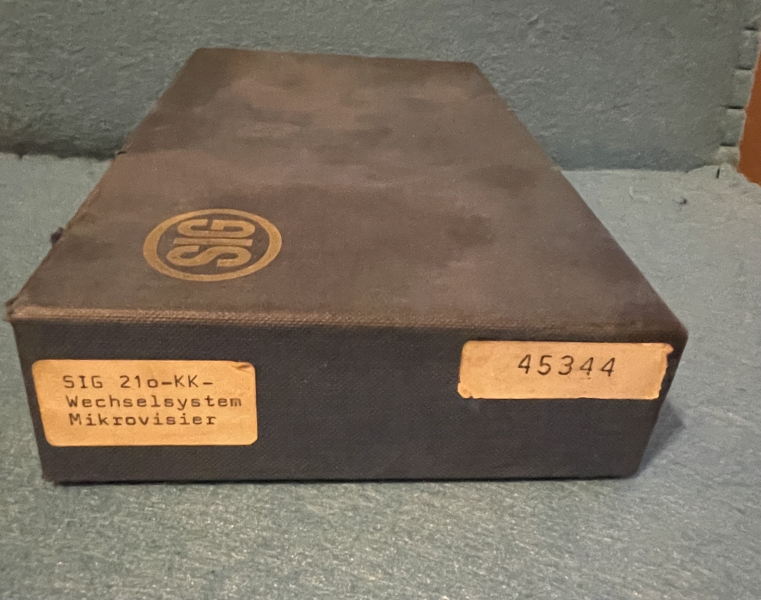 SIG
SIG 21o-KK-
Wechselsystem
Mikrovisier
45344